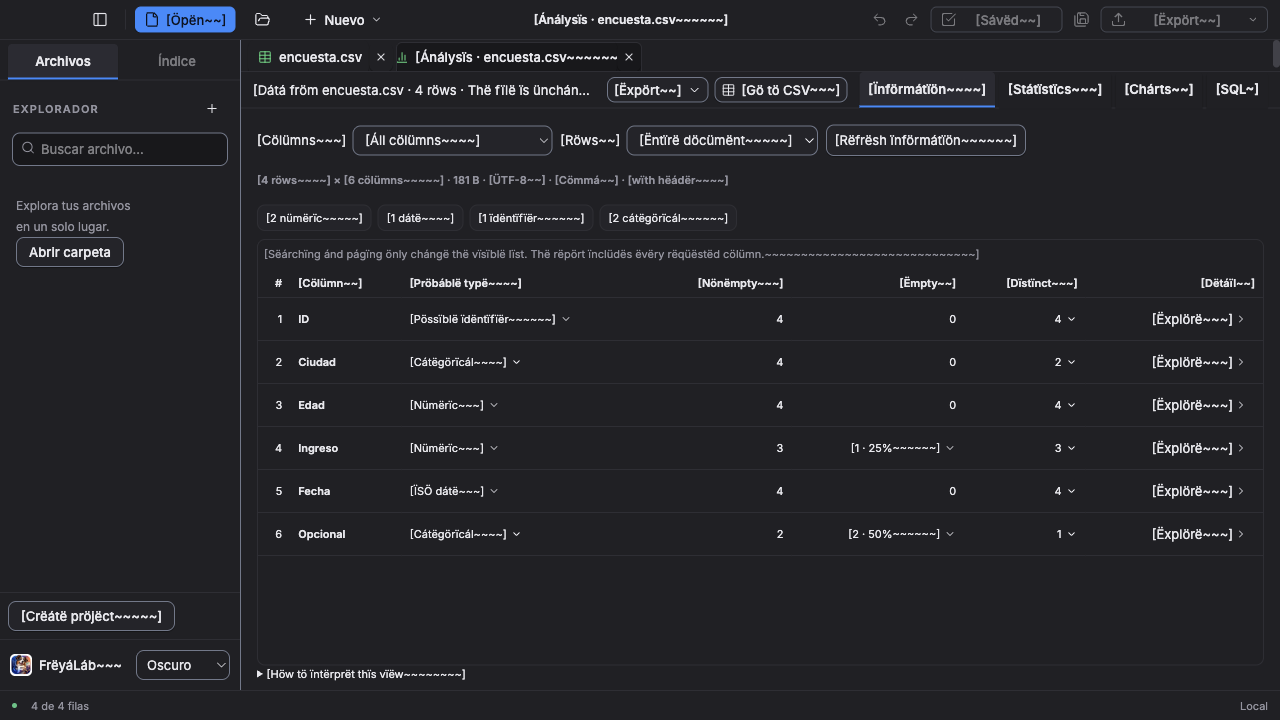 [Öpën~~]
Nuevo
[Ánálysïs · encuesta.csv~~~~~~]
[Sávëd~~]
[Ëxpört~~]
Archivos
Índice
encuesta.csv ×
[Ánálysïs · encuesta.csv~~~~~~ ×
[Dátá fröm encuesta.csv · 4 röws · Thë fïlë ïs ünchán...
[Ëxpört~~]
[Gö tö CSV~~~]
[Ïnförmátïön~~~~]
[Státïstïcs~~~]
[Chárts~~]
[SQL~]
EXPLORADOR +
Buscar archivo...
Explora tus archivos
en un solo lugar.
Abrir carpeta
[Cölümns~~~] [Áll cölümns~~~~] [Röws~~] [Ëntïrë döcümënt~~~~~] [Rëfrësh ïnförmátïön~~~~~~]
[4 röws~~~~] × [6 cölümns~~~~~] · 181 B · [ÜTF-8~~] · [Cömmá~~] · [wïth hëádër~~~~]
[2 nümërïc~~~~~] [1 dátë~~~~] [1 ïdëntïfïër~~~~~~] [2 cátëgörïcál~~~~~~]
[Sëárchïng ánd págïng önly chángë thë vïsïblë lïst. Thë rëpört ïnclüdës ëvëry rëqüëstëd cölümn.~~~~~~~~~~~~~~~~~~~~~~~~~~~~~]
# [Cölümn~~] [Pröbáblë typë~~~~] [Nönëmpty~~~] [Ëmpty~~] [Dïstïnct~~~] [Dëtáïl~~]
1 ID [Pössïblë ïdëntïfïër~~~~~~] 4 0 4 [Ëxplörë~~~]
2 Ciudad [Cátëgörïcál~~~~] 4 0 2 [Ëxplörë~~~]
3 Edad [Nümërïc~~~] 4 0 4 [Ëxplörë~~~]
4 Ingreso [Nümërïc~~~] 3 [1 · 25%~~~~~~] 3 [Ëxplörë~~~]
5 Fecha [ÏSÖ dátë~~~] 4 0 4 [Ëxplörë~~~]
6 Opcional [Cátëgörïcál~~~~] 2 [2 · 50%~~~~~~] 1 [Ëxplörë~~~]
[Höw tö ïntërprët thïs vïëw~~~~~~~~]
[Crëátë pröjëct~~~~~]
FrëyáLáb~~~
Oscuro
4 de 4 filas
Local